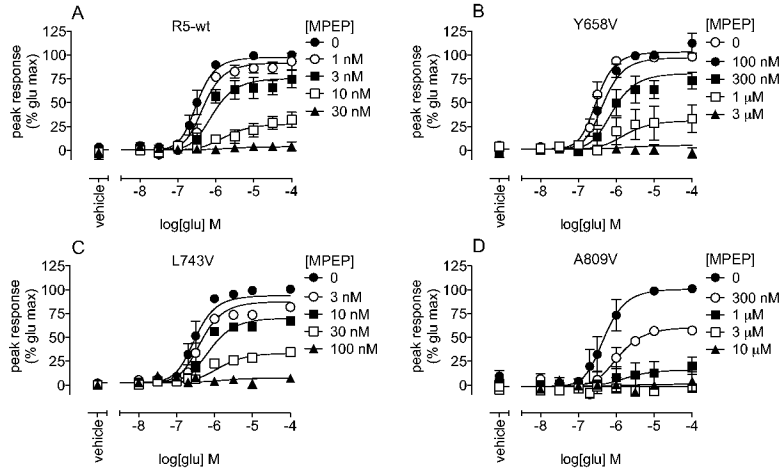 A
R5-wt
[MPEP]
0
1 nM
3 nM
10 nM
30 nM
peak response
(% glu max)
125
100
75
50
25
0
vehicle
-8 -7 -6 -5 -4
log[glu] M
B
Y658V
[MPEP]
0
100 nM
300 nM
1 µM
3 µM
peak response
(% glu max)
125
100
75
50
25
0
vehicle
-8 -7 -6 -5 -4
log[glu] M
C
L743V
[MPEP]
0
3 nM
10 nM
30 nM
100 nM
peak response
(% glu max)
125
100
75
50
25
0
vehicle
-8 -7 -6 -5 -4
log[glu] M
D
A809V
[MPEP]
0
300 nM
1 µM
3 µM
10 µM
peak response
(% glu max)
125
100
75
50
25
0
vehicle
-8 -7 -6 -5 -4
log[glu] M